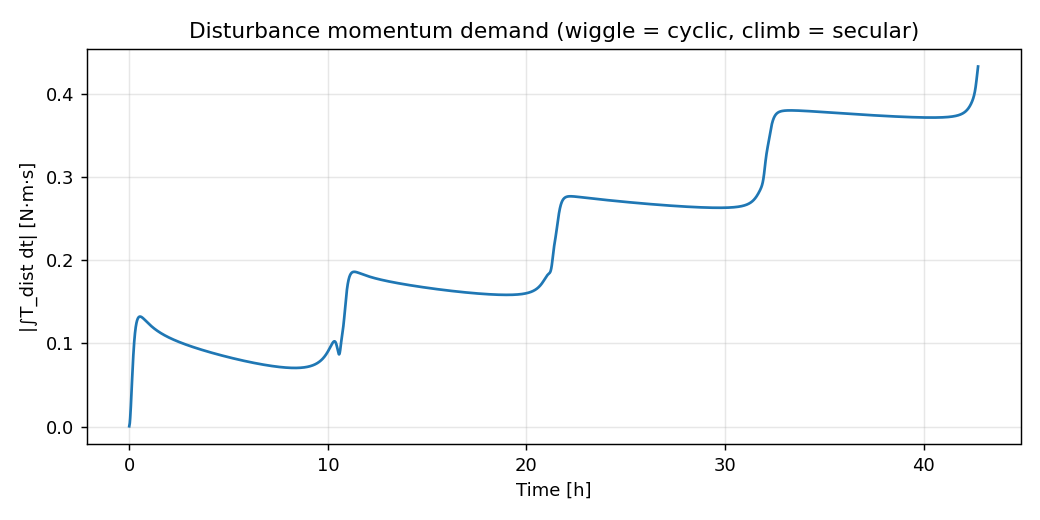 Disturbance momentum demand (wiggle = cyclic, climb = secular)
|∫T_dist dt| [N·m·s]
0.4
0.3
0.2
0.1
0.0
0 10 20 30 40
Time [h]